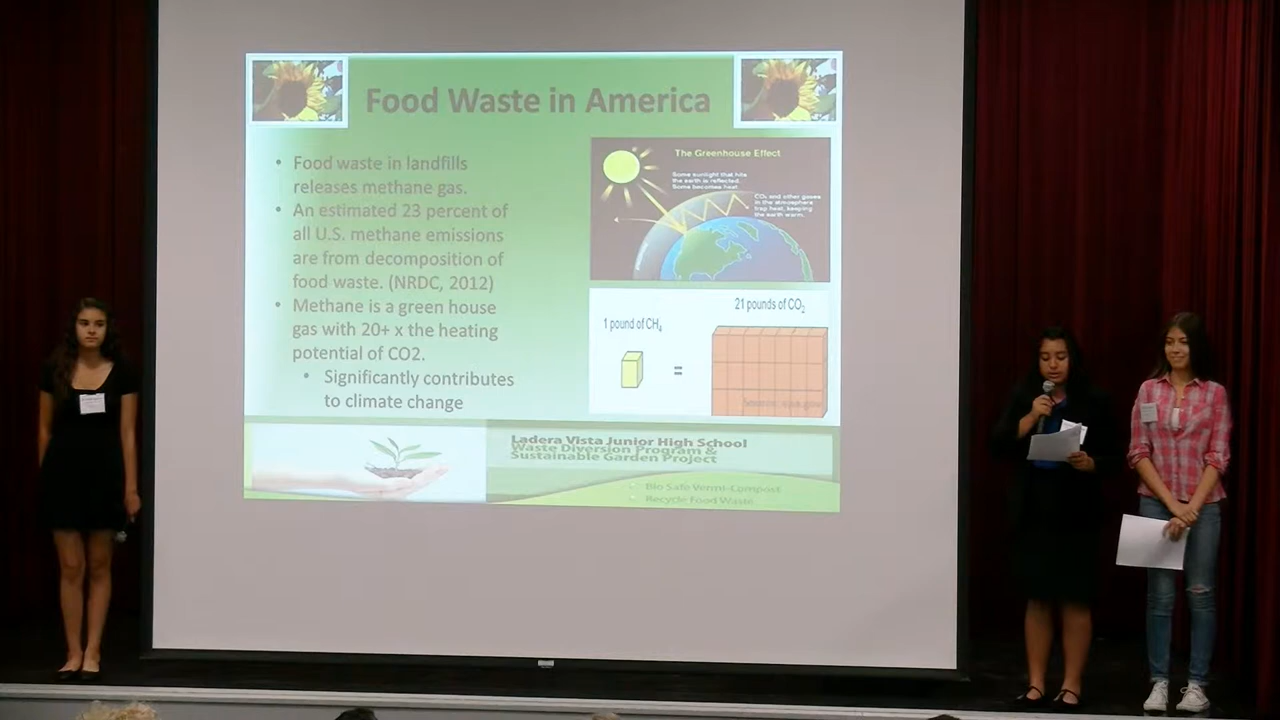 Food Waste in America
• Food waste in landfills
releases methane gas.
• An estimated 23 percent of
all U.S. methane emissions
are from decomposition of
food waste. (NRDC, 2012)
• Methane is a green house
gas with 20+ x the heating
potential of CO2.
• Significantly contributes
to climate change
The Greenhouse Effect
Some sunlight that hits
the earth is reflected.
Some becomes heat.
CO₂ and other gases
in the atmosphere
trap heat, keeping
the earth warm.
21 pounds of CO₂
1 pound of CH₄
=
Ladera Vista Junior High School
Waste Diversion Program &
Sustainable Garden Project
Bio Safe Vermi-Compost
Recycle Food Waste